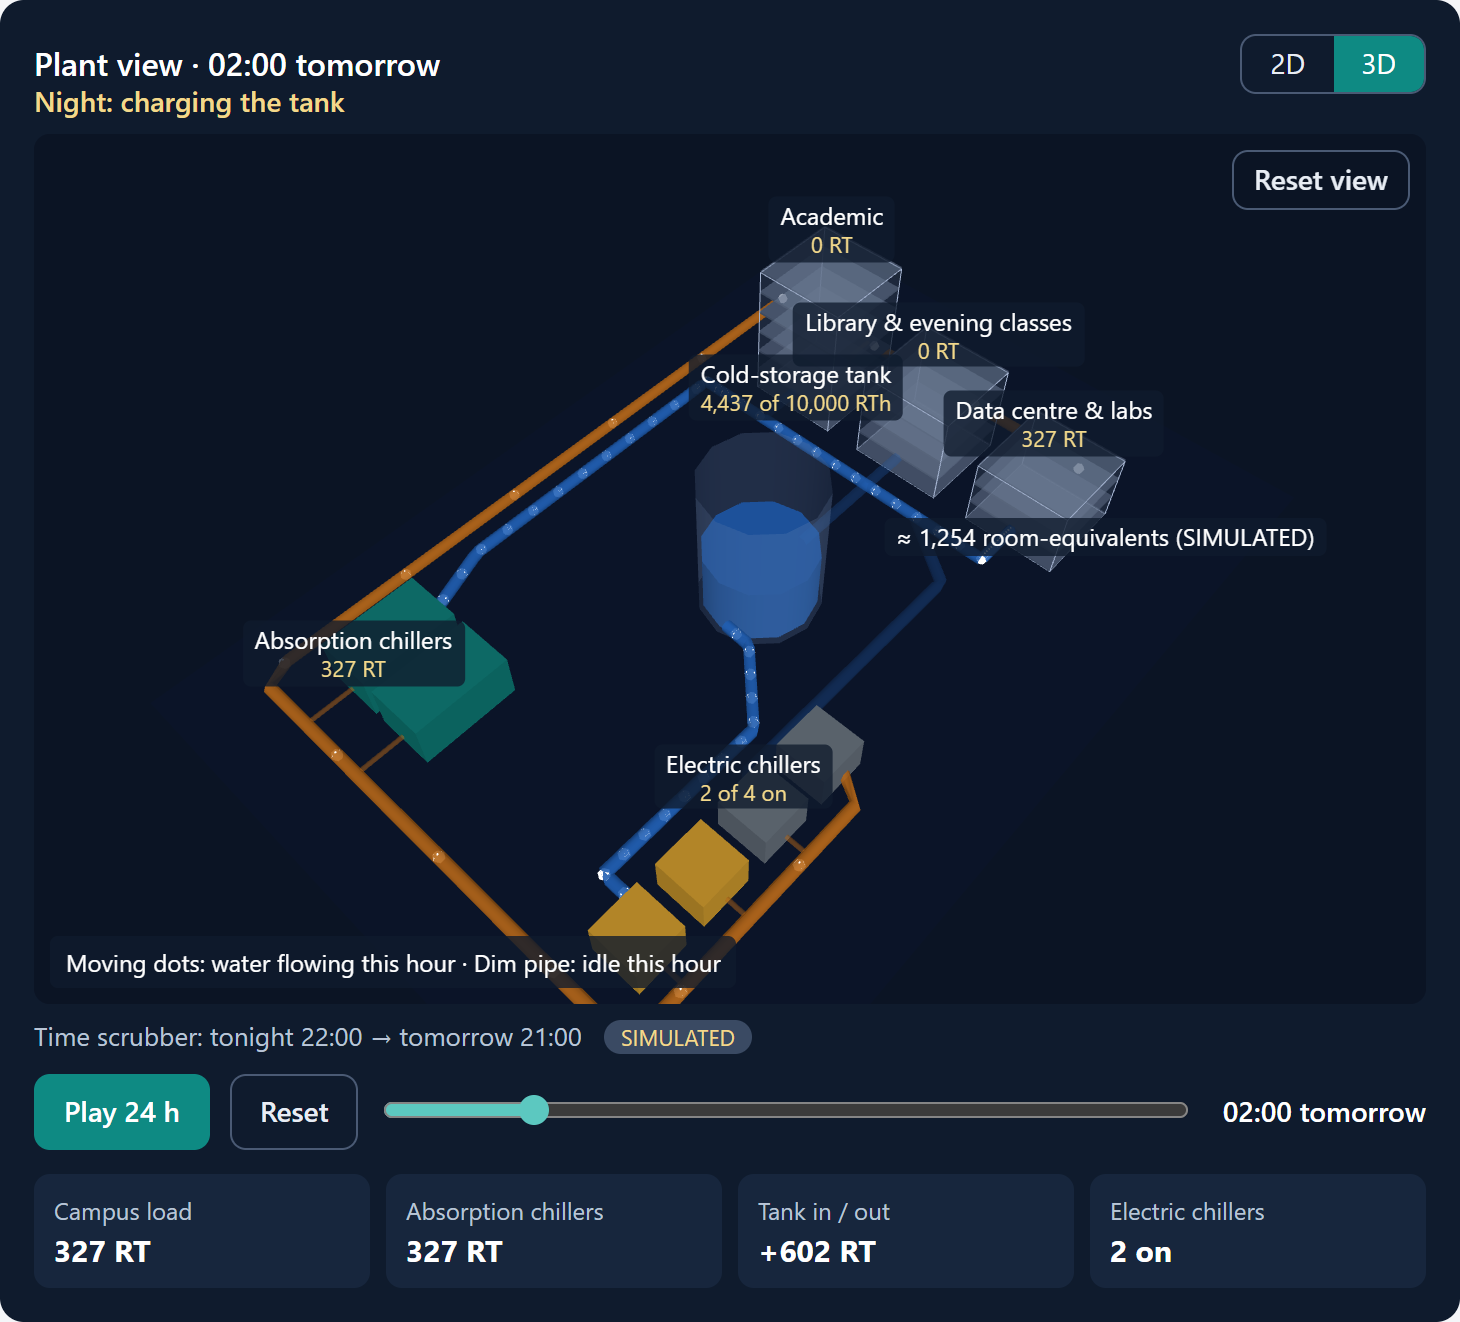 Plant view · 02:00 tomorrow
Night: charging the tank
2D
3D
Reset view
Academic
0 RT
Library & evening classes
0 RT
Cold-storage tank
4,437 of 10,000 RTh
Data centre & labs
327 RT
≈ 1,254 room-equivalents (SIMULATED)
Absorption chillers
327 RT
Electric chillers
2 of 4 on
Moving dots: water flowing this hour · Dim pipe: idle this hour
Time scrubber: tonight 22:00 → tomorrow 21:00
SIMULATED
Play 24 h
Reset
02:00 tomorrow
Campus load
327 RT
Absorption chillers
327 RT
Tank in / out
+602 RT
Electric chillers
2 on